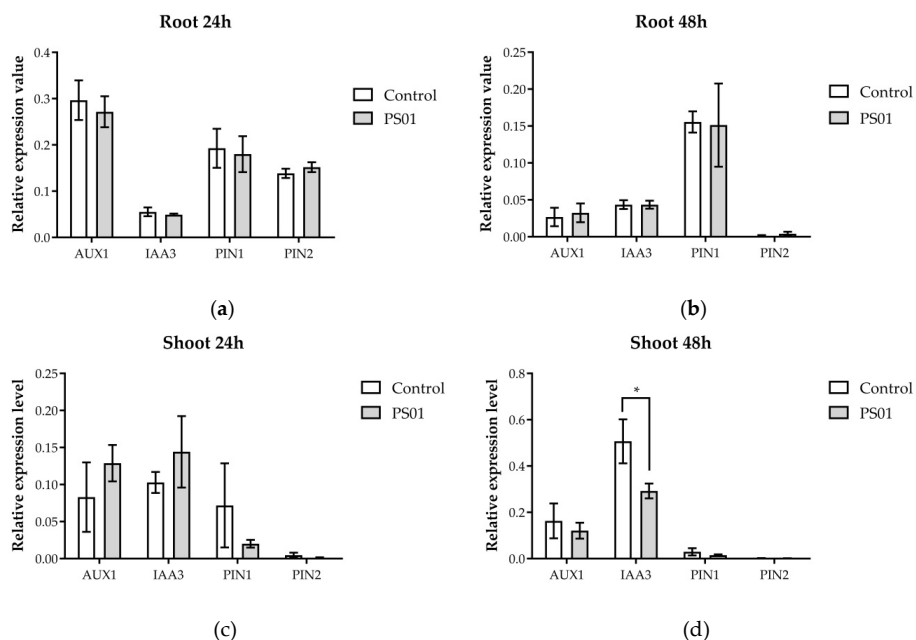 Root 24h
Relative expression value
0.4
0.3
0.2
0.1
0.0
AUX1 IAA3 PIN1 PIN2
Control
PS01
(a)
Root 48h
Relative expression value
0.25
0.20
0.15
0.10
0.05
0.00
AUX1 IAA3 PIN1 PIN2
Control
PS01
(b)
Shoot 24h
Relative expression level
0.25
0.20
0.15
0.10
0.05
0.00
AUX1 IAA3 PIN1 PIN2
Control
PS01
(c)
Shoot 48h
Relative expression level
0.8
0.6
0.4
0.2
0.0
*
AUX1 IAA3 PIN1 PIN2
Control
PS01
(d)